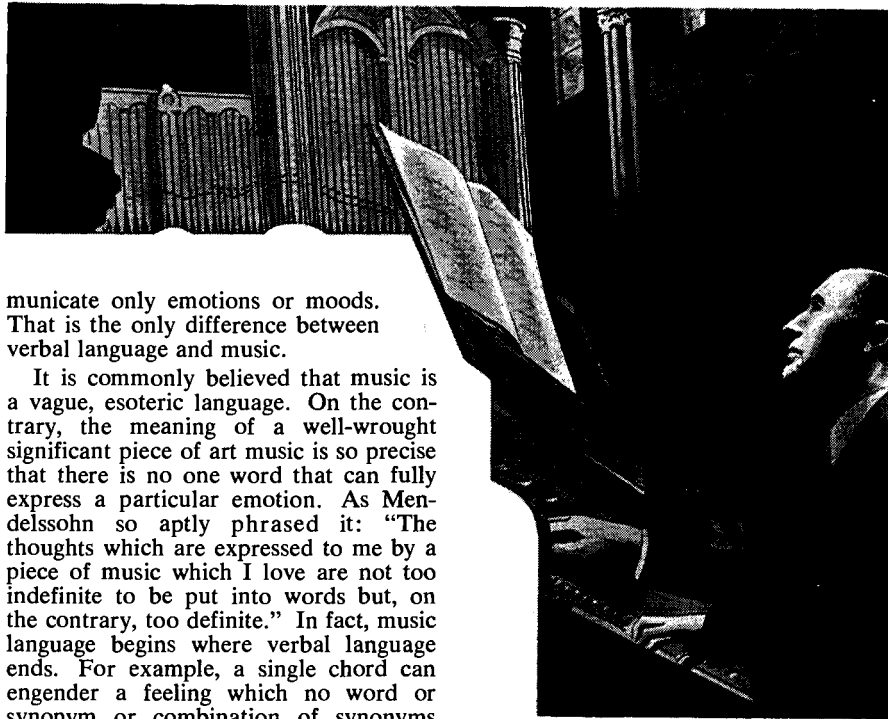 municate only emotions or moods.
That is the only difference between
verbal language and music.
It is commonly believed that music is
a vague, esoteric language. On the con-
trary, the meaning of a well-wrought
significant piece of art music is so precise
that there is no one word that can fully
express a particular emotion. As Men-
delssohn so aptly phrased it: “The
thoughts which are expressed to me by a
piece of music which I love are not too
indefinite to be put into words but, on
the contrary, too definite.” In fact, music
language begins where verbal language
ends. For example, a single chord can
engender a feeling which no word or
synonym or combination of synonyms